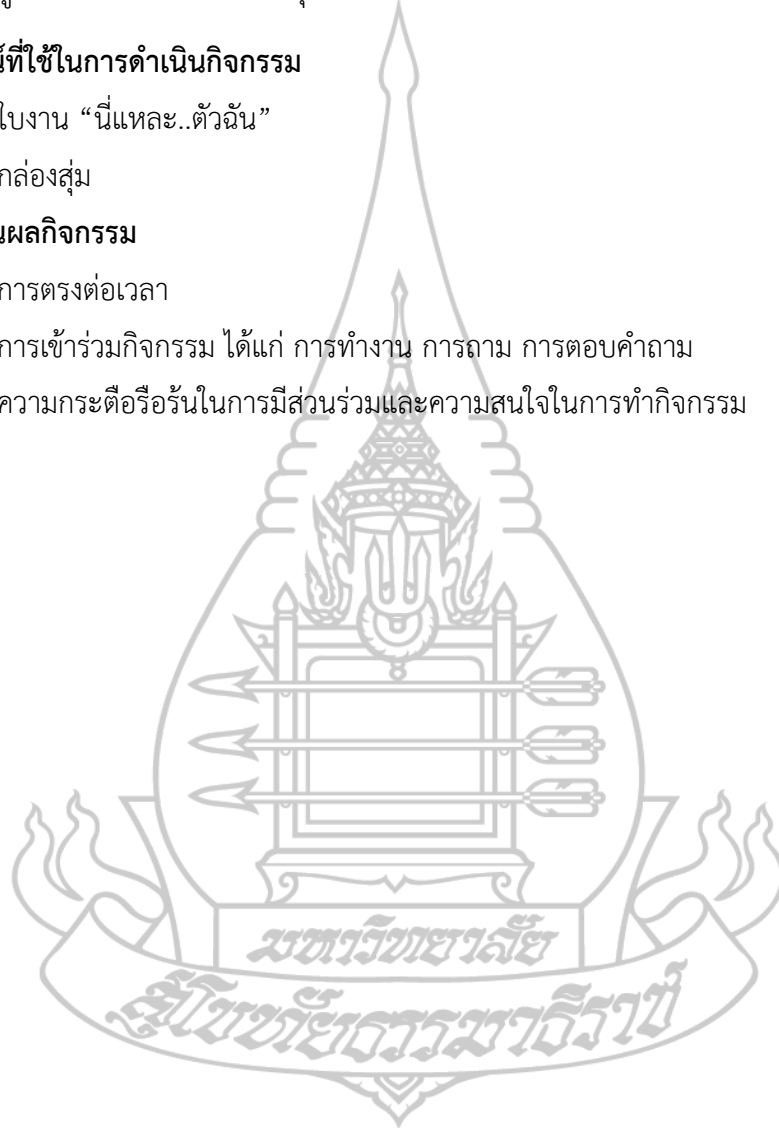 ที่ใช้ในการดำเนินกิจกรรม
ใบงาน “นี่แหละ..ตัวฉัน”
กล่องสุ่ม
ผลกิจกรรม
การตรงต่อเวลา
การเข้าร่วมกิจกรรม ได้แก่ การทำงาน การถาม การตอบคำถาม
ความกระตือรือร้นในการมีส่วนร่วมและความสนใจในการทำกิจกรรม
มหาวิทยาลัย
สุโขทัยธรรมาธิราช